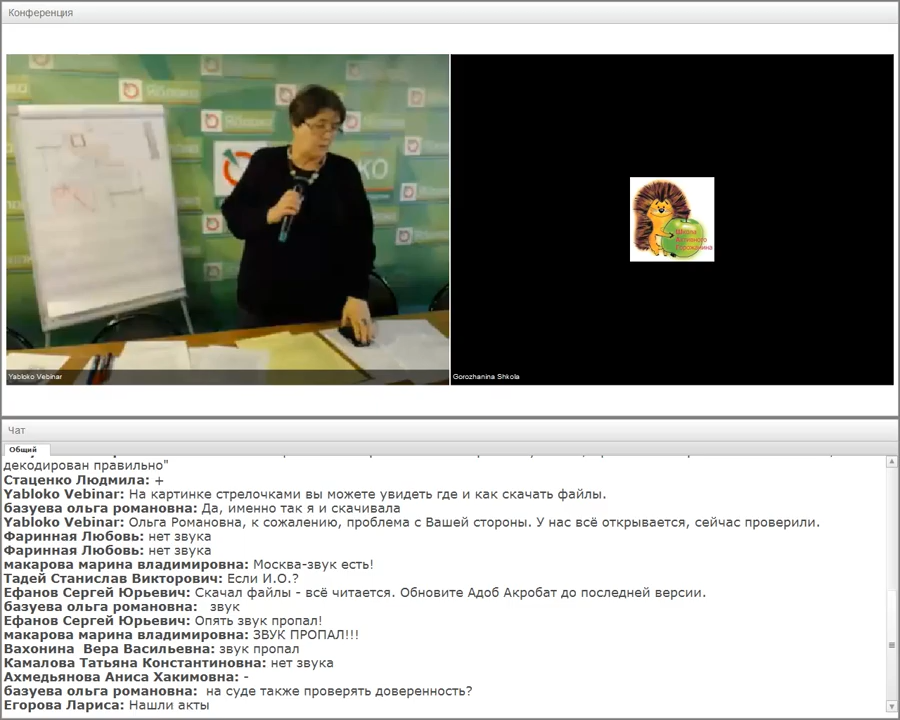 Конференция
Яблоко
Яблоко
Яблоко
Yabloko Vebinar
Школа
Активного
Горожанина
Gorozhanina Shkola
Чат
Общий
декодирован правильно"
Стаценко Людмила: +
Yabloko Vebinar: На картинке стрелочками вы можете увидеть где и как скачать файлы.
базуева ольга романовна: Да, именно так я и скачивала
Yabloko Vebinar: Ольга Романовна, к сожалению, проблема с Вашей стороны. У нас всё открывается, сейчас проверили.
Фаринная Любовь: нет звука
Фаринная Любовь: нет звука
макарова марина владимировна: Москва-звук есть!
Тадей Станислав Викторович: Если И.О.?
Ефанов Сергей Юрьевич: Скачал файлы - всё читается. Обновите Адоб Акробат до последней версии.
базуева ольга романовна: звук
Ефанов Сергей Юрьевич: Опять звук пропал!
макарова марина владимировна: ЗВУК ПРОПАЛ!!!
Вахонина Вера Васильевна: звук пропал
Камалова Татьяна Константиновна: нет звука
Ахмедьянова Аниса Хакимовна: -
базуева ольга романовна: на суде также проверять доверенность?
Егорова Лариса: Нашли акты